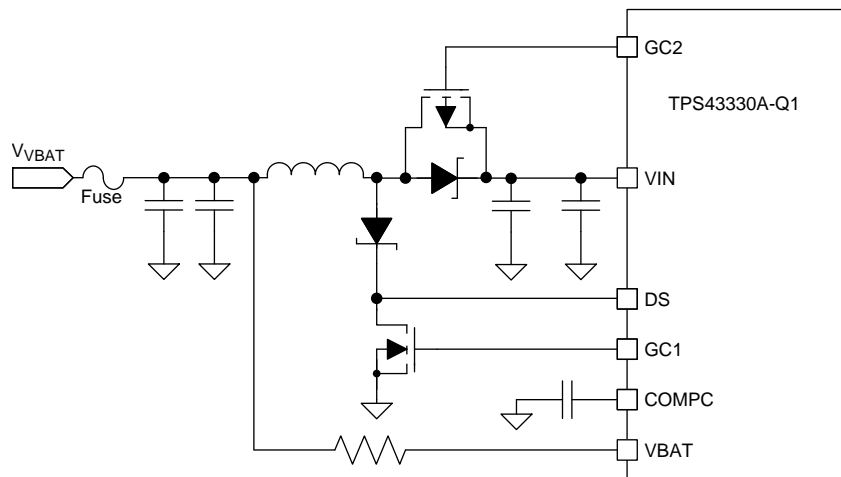 GC2
TPS43330A-Q1
VVBAT
Fuse
VIN
DS
GC1
COMPC
VBAT